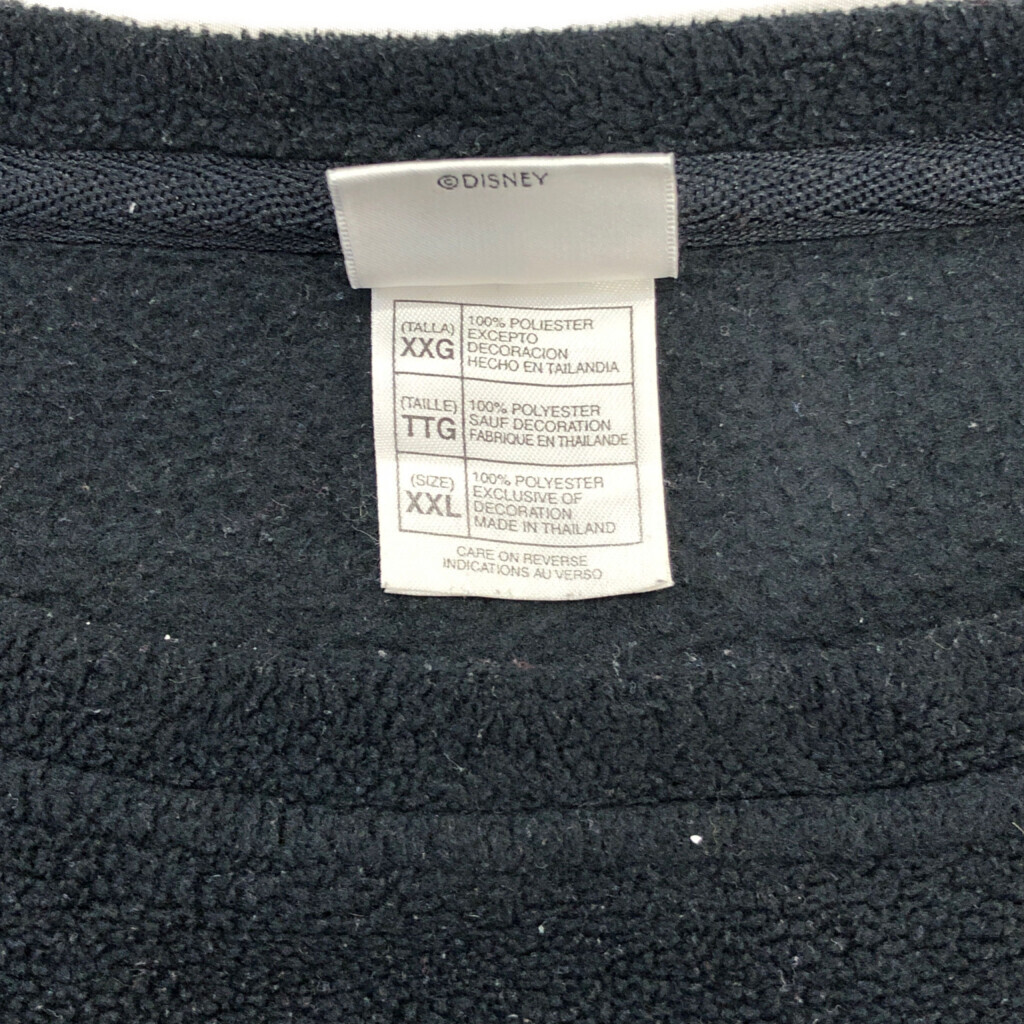 ©DISNEY
(TALLA)
XXG
100% POLIESTER
EXCEPTO
DECORACION
HECHO EN TAILANDIA
(TAILLE)
TTG
100% POLYESTER
SAUF DECORATION
FABRIQUE EN THAILANDE
(SIZE)
XXL
100% POLYESTER
EXCLUSIVE OF
DECORATION
MADE IN THAILAND
CARE ON REVERSE
INDICATIONS AU VERSO